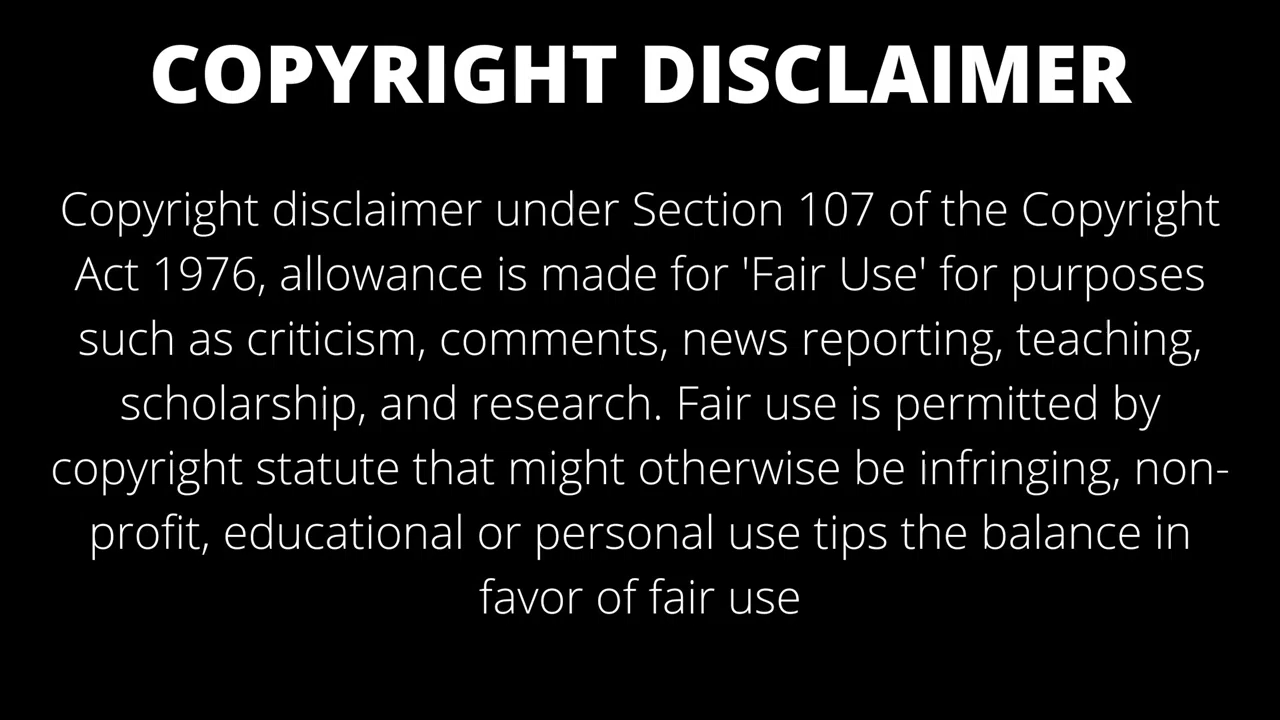 COPYRIGHT DISCLAIMER
Copyright disclaimer under Section 107 of the Copyright
Act 1976, allowance is made for 'Fair Use' for purposes
such as criticism, comments, news reporting, teaching,
scholarship, and research. Fair use is permitted by
copyright statute that might otherwise be infringing, non-
profit, educational or personal use tips the balance in
favor of fair use